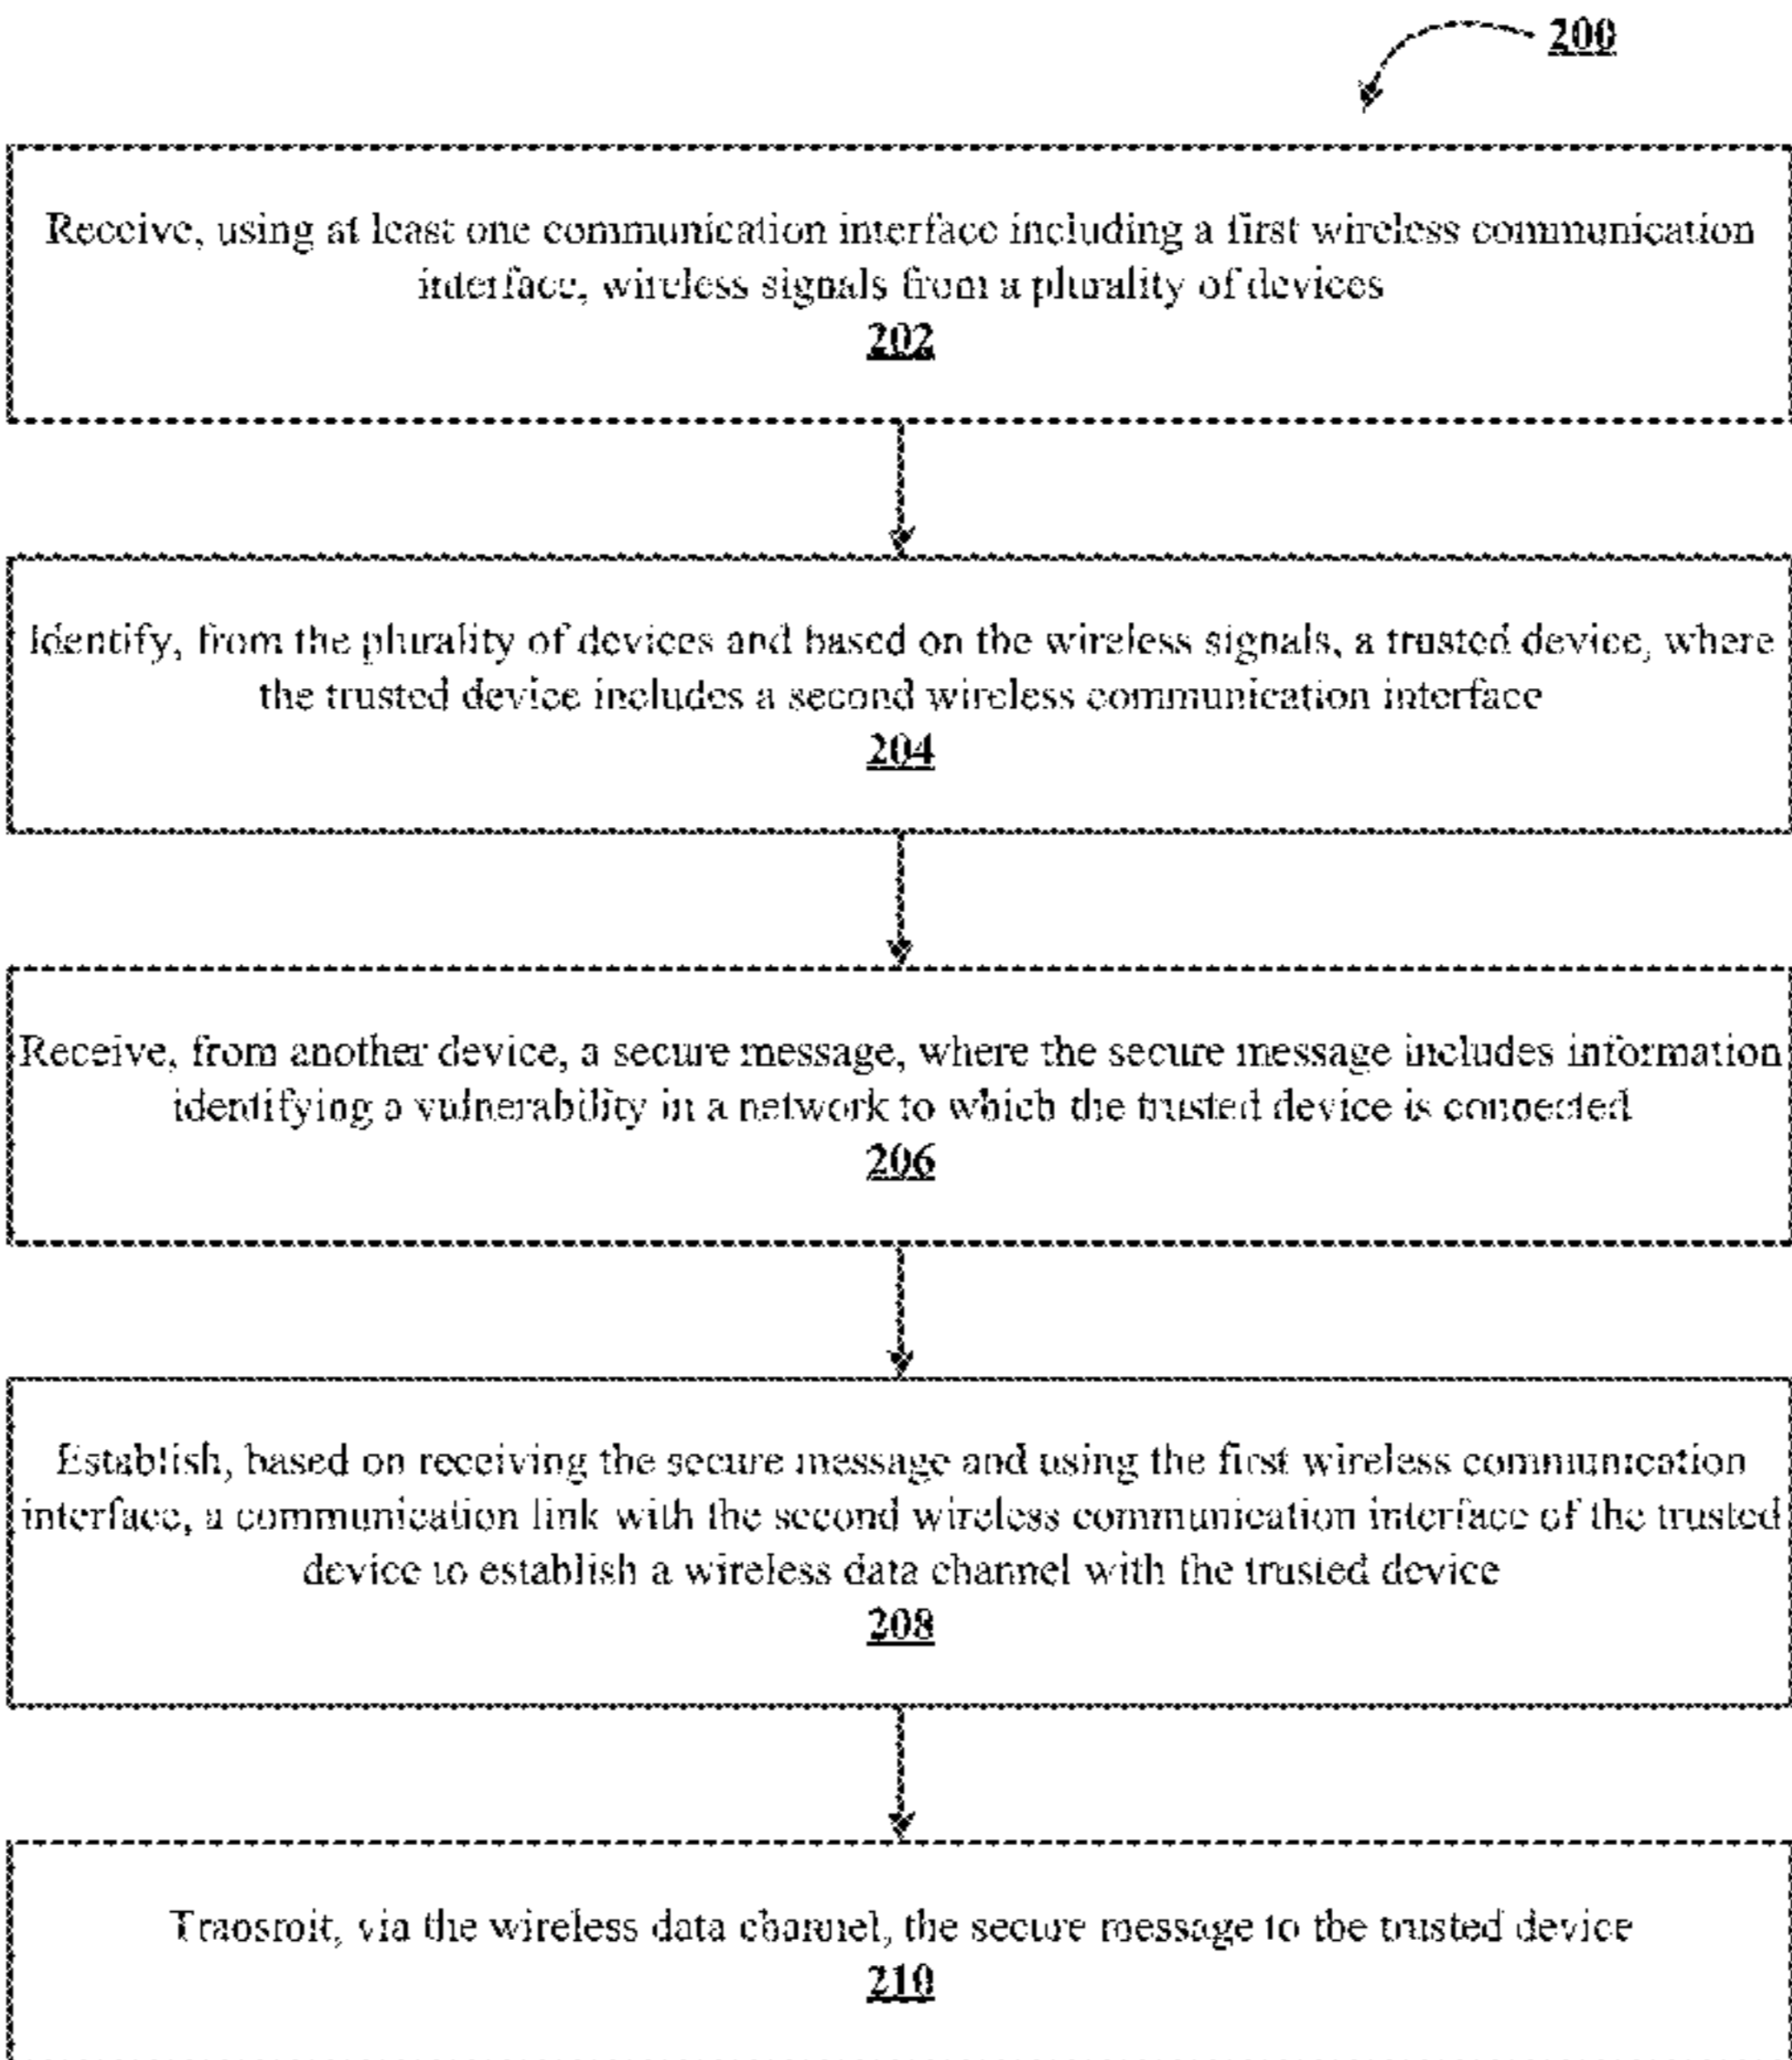 200
Receive, using at least one communication interface including a first wireless communication
interface, wireless signals from a plurality of devices
202
Identify, from the plurality of devices and based on the wireless signals, a trusted device, where
the trusted device includes a second wireless communication interface
204
Receive, from another device, a secure message, where the secure message includes information
identifying a vulnerability in a network to which the trusted device is connected
206
Establish, based on receiving the secure message and using the first wireless communication
interface, a communication link with the second wireless communication interface of the trusted
device to establish a wireless data channel with the trusted device
208
Transmit, via the wireless data channel, the secure message to the trusted device
210